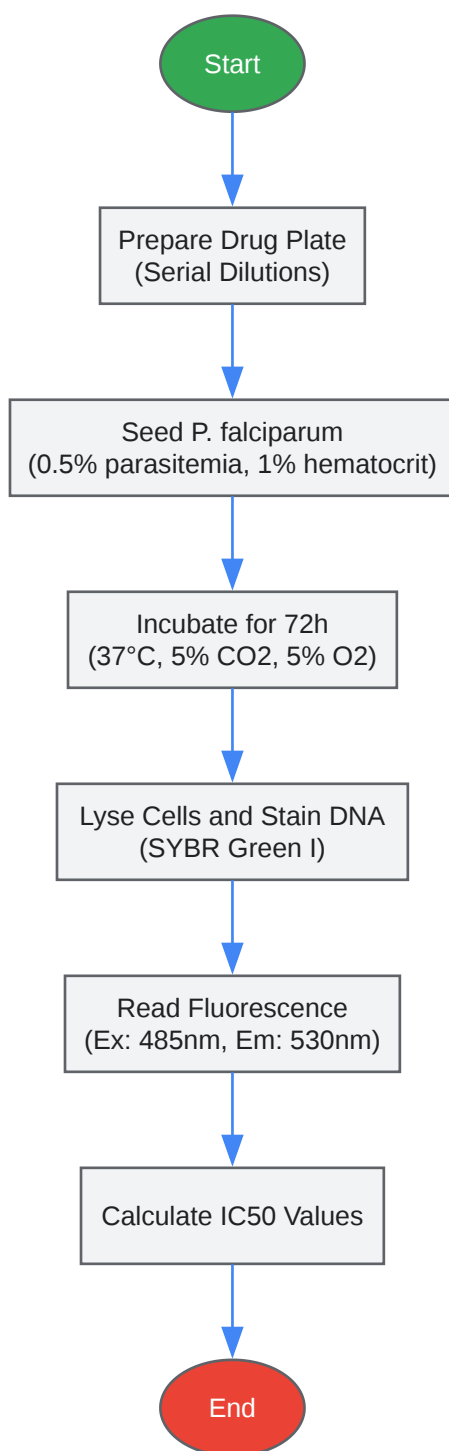 Start
Prepare Drug Plate
(Serial Dilutions)
Seed P. falciparum
(0.5% parasitemia, 1% hematocrit)
Incubate for 72h
(37°C, 5% CO2, 5% O2)
Lyse Cells and Stain DNA
(SYBR Green I)
Read Fluorescence
(Ex: 485nm, Em: 530nm)
Calculate IC50 Values
End